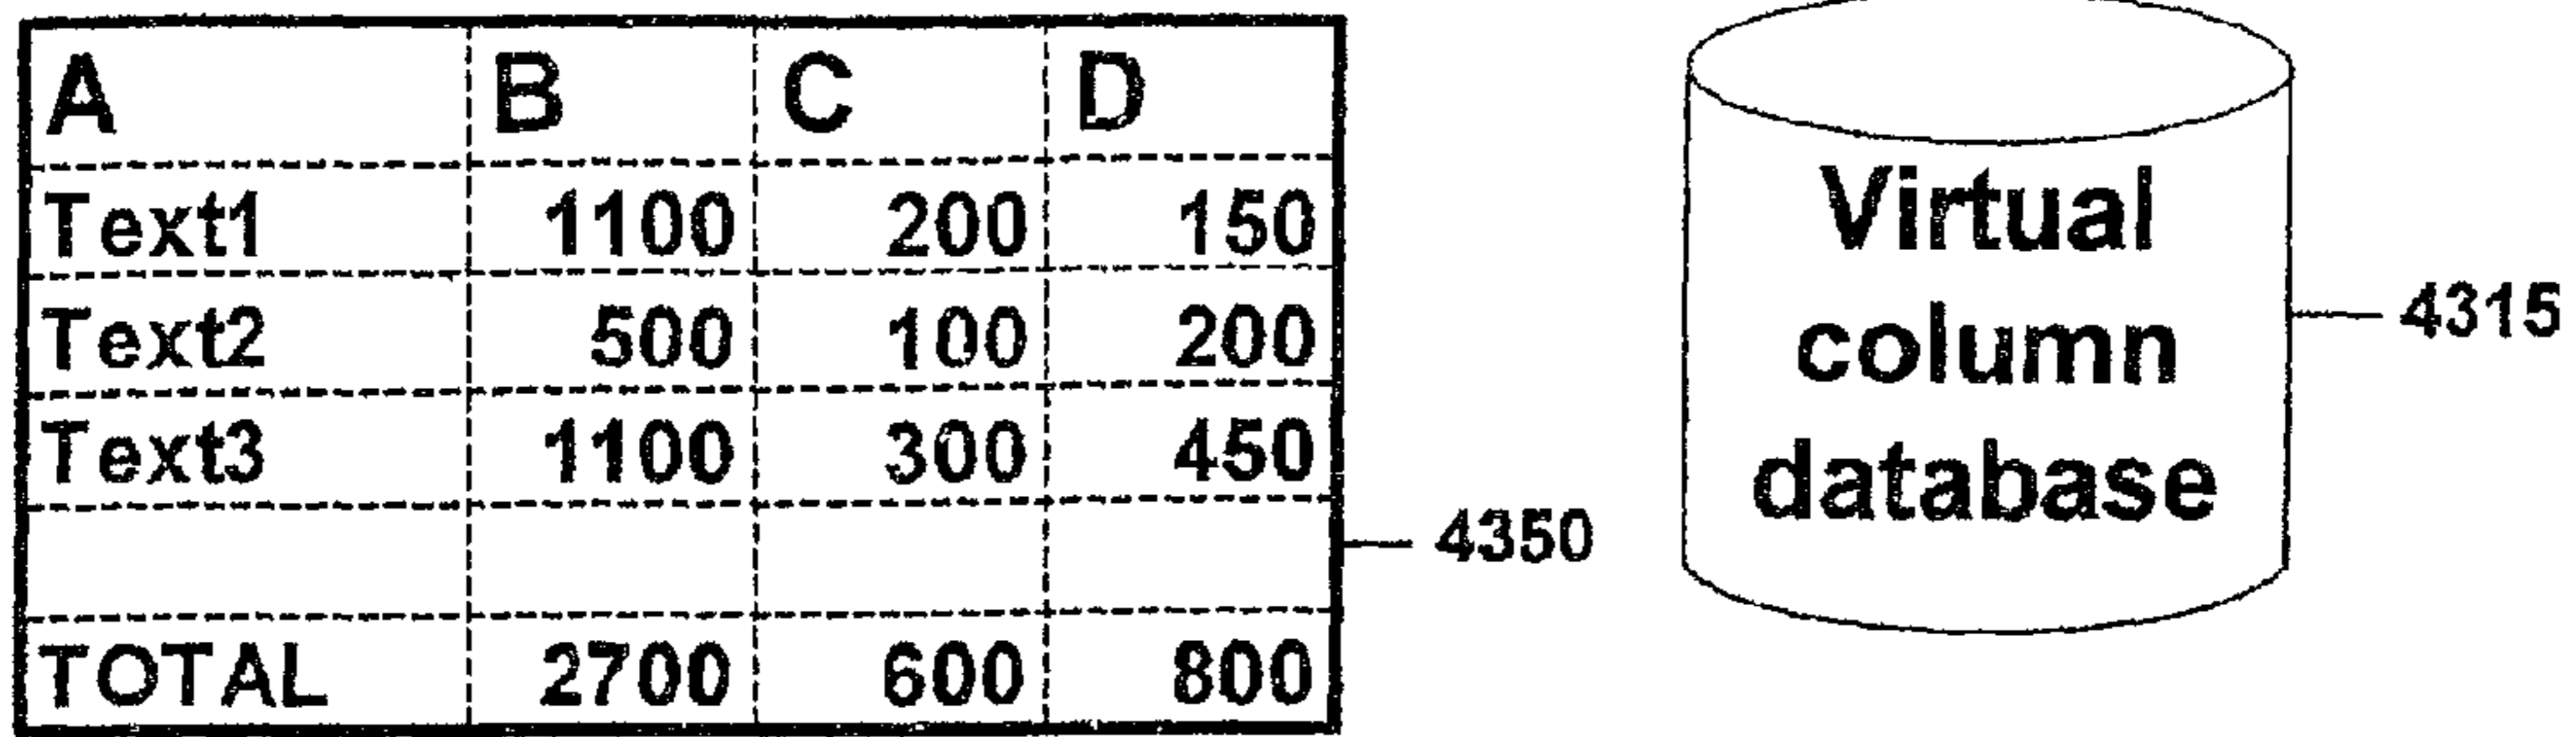 A B C D
Text1 1100 200 150
Text2 500 100 200
Text3 1100 300 450
TOTAL 2700 600 800
4350
Virtual
column
database
4315